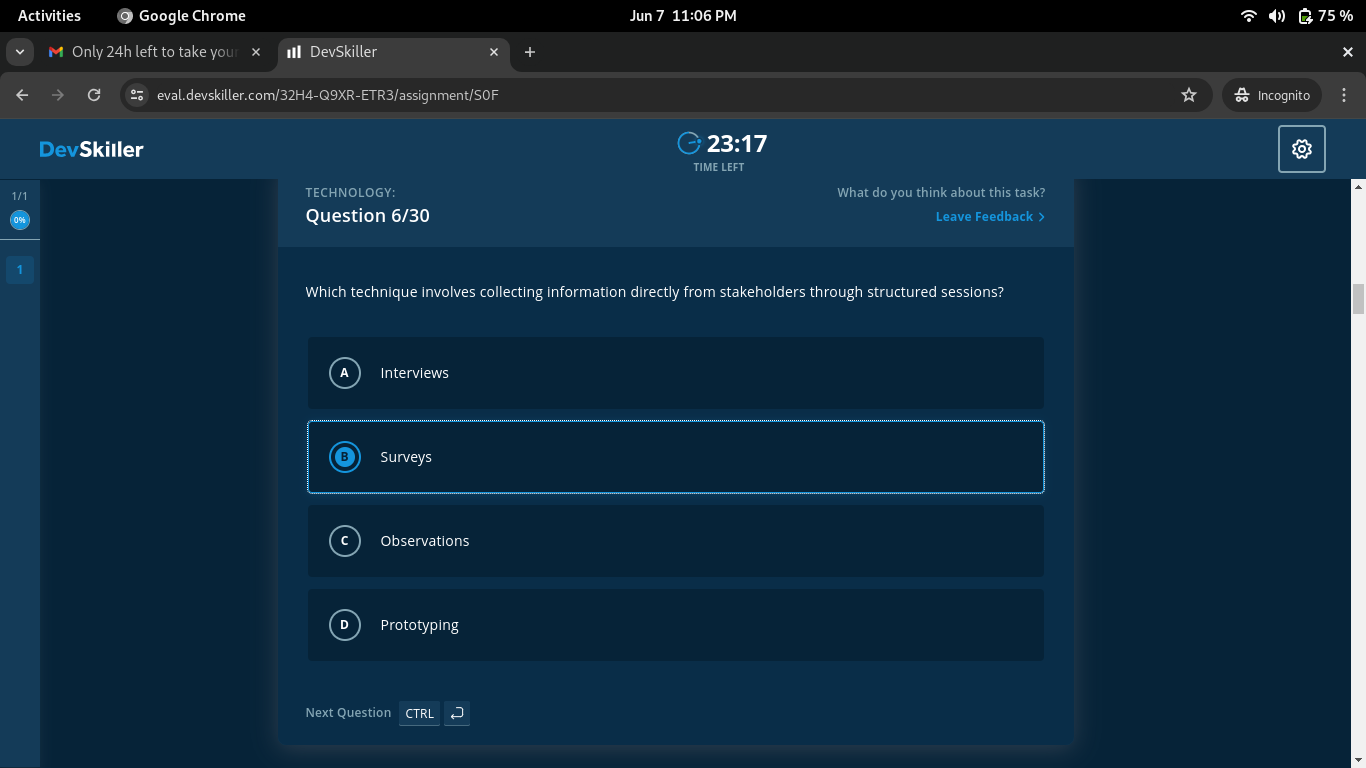 Activities Google Chrome Jun 7 11:06 PM 75 %
Only 24h left to take your DevSkiller
eval.devskiller.com/32H4-Q9XR-ETR3/assignment/S0F Incognito
DevSkiller 23:17
TIME LEFT
1/1
0%
1
TECHNOLOGY: What do you think about this task?
Question 6/30 Leave Feedback
Which technique involves collecting information directly from stakeholders through structured sessions?
A Interviews
B Surveys
C Observations
D Prototyping
Next Question CTRL